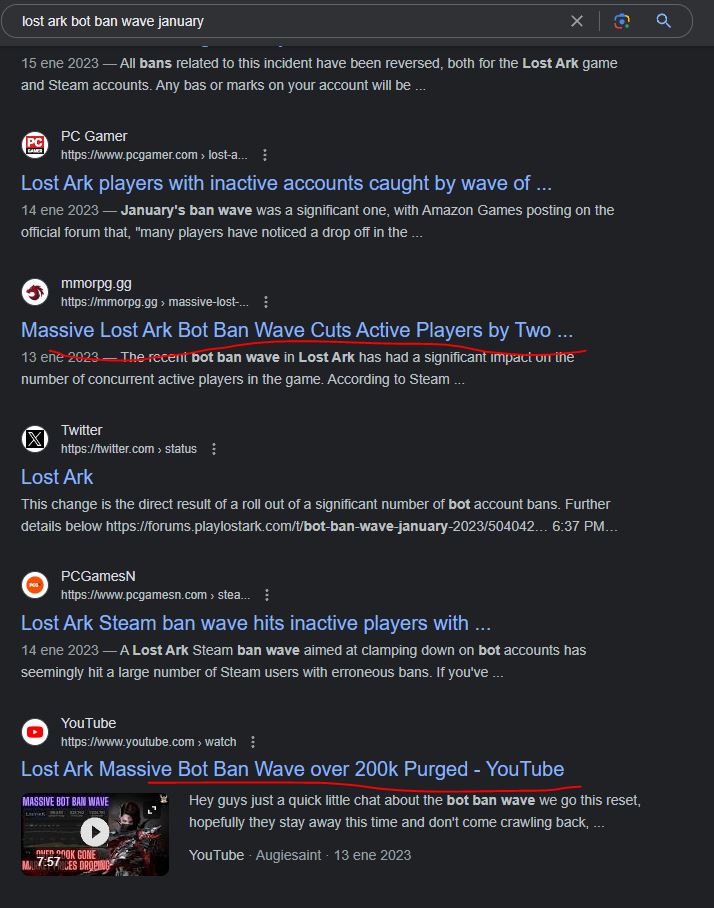 lost ark bot ban wave january
15 ene 2023 — All bans related to this incident have been reversed, both for the Lost Ark game
and Steam accounts. Any bas or marks on your account will be ...
PC Gamer
https://www.pcgamer.com › lost-a...
Lost Ark players with inactive accounts caught by wave of ...
14 ene 2023 — January's ban wave was a significant one, with Amazon Games posting on the
official forum that, "many players have noticed a drop off in the ...
mmorpg.gg
https://mmorpg.gg › massive-lost-...
Massive Lost Ark Bot Ban Wave Cuts Active Players by Two ...
13 ene 2023 — The recent bot ban wave in Lost Ark has had a significant impact on the
number of concurrent active players in the game. According to Steam ...
Twitter
https://twitter.com › status
Lost Ark
This change is the direct result of a roll out of a significant number of bot account bans. Further
details below https://forums.playlostark.com/t/bot-ban-wave-january-2023/504042... 6:37 PM...
PCGamesN
https://www.pcgamesn.com › stea...
Lost Ark Steam ban wave hits inactive players with ...
14 ene 2023 — A Lost Ark Steam ban wave aimed at clamping down on bot accounts has
seemingly hit a large number of Steam users with erroneous bans. If you've ...
YouTube
https://www.youtube.com › watch
Lost Ark Massive Bot Ban Wave over 200k Purged - YouTube
MASSIVE BOT BAN WAVE
OVER 200K GONE
MARKET PRICES DROPING
7:57
Hey guys just a quick little chat about the bot ban wave we go this reset,
hopefully they stay away this time and don't come crawling back, ...
YouTube · Augiesaint · 13 ene 2023